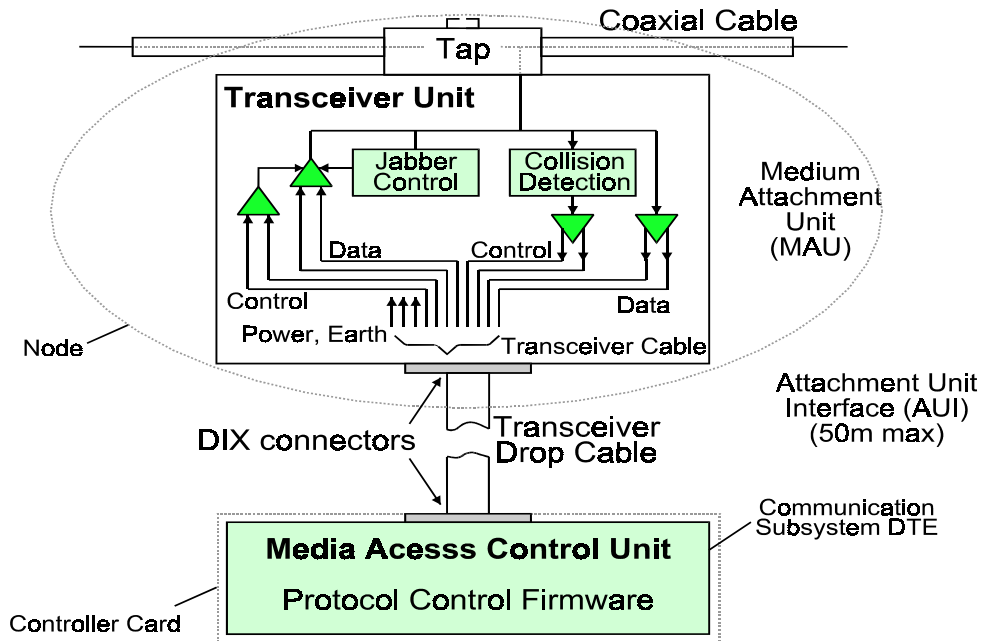 Coaxial Cable
Tap
Transceiver Unit
Jabber
Control
Collision
Detection
Medium
Attachment
Unit
(MAU)
Data
Control
Control
Data
Power, Earth
Transceiver Cable
Node
Attachment Unit
Interface (AUI)
(50m max)
DIX connectors
Transceiver
Drop Cable
Communication
Subsystem DTE
Media Acesss Control Unit
Protocol Control Firmware
Controller Card